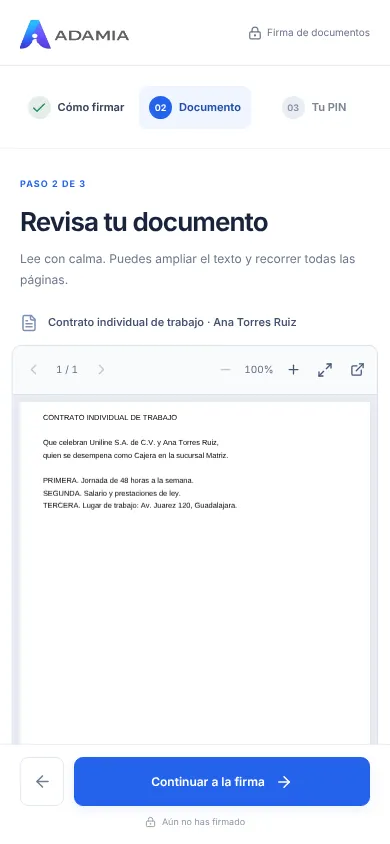 ADAMIA
Firma de documentos
Cómo firmar
02 Documento
03 Tu PIN
PASO 2 DE 3
Revisa tu documento
Lee con calma. Puedes ampliar el texto y recorrer todas las
páginas.
Contrato individual de trabajo · Ana Torres Ruiz
1 / 1
100%
CONTRATO INDIVIDUAL DE TRABAJO
Que celebran Uniline S.A. de C.V. y Ana Torres Ruiz,
quien se desempena como Cajera en la sucursal Matriz.
PRIMERA. Jornada de 48 horas a la semana.
SEGUNDA. Salario y prestaciones de ley.
TERCERA. Lugar de trabajo: Av. Juarez 120, Guadalajara.
Continuar a la firma
Aún no has firmado